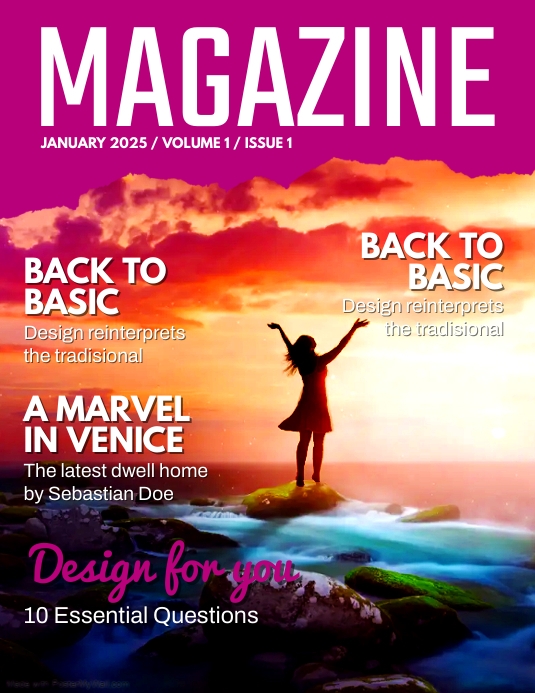 MAGAZINE
JANUARY 2025 / VOLUME 1 / ISSUE 1
BACK TO
BASIC
Design reinterprets
the tradisional
BACK TO
BASIC
Design reinterprets
the tradisional
A MARVEL
IN VENICE
The latest dwell home
by Sebastian Doe
Design for you
10 Essential Questions